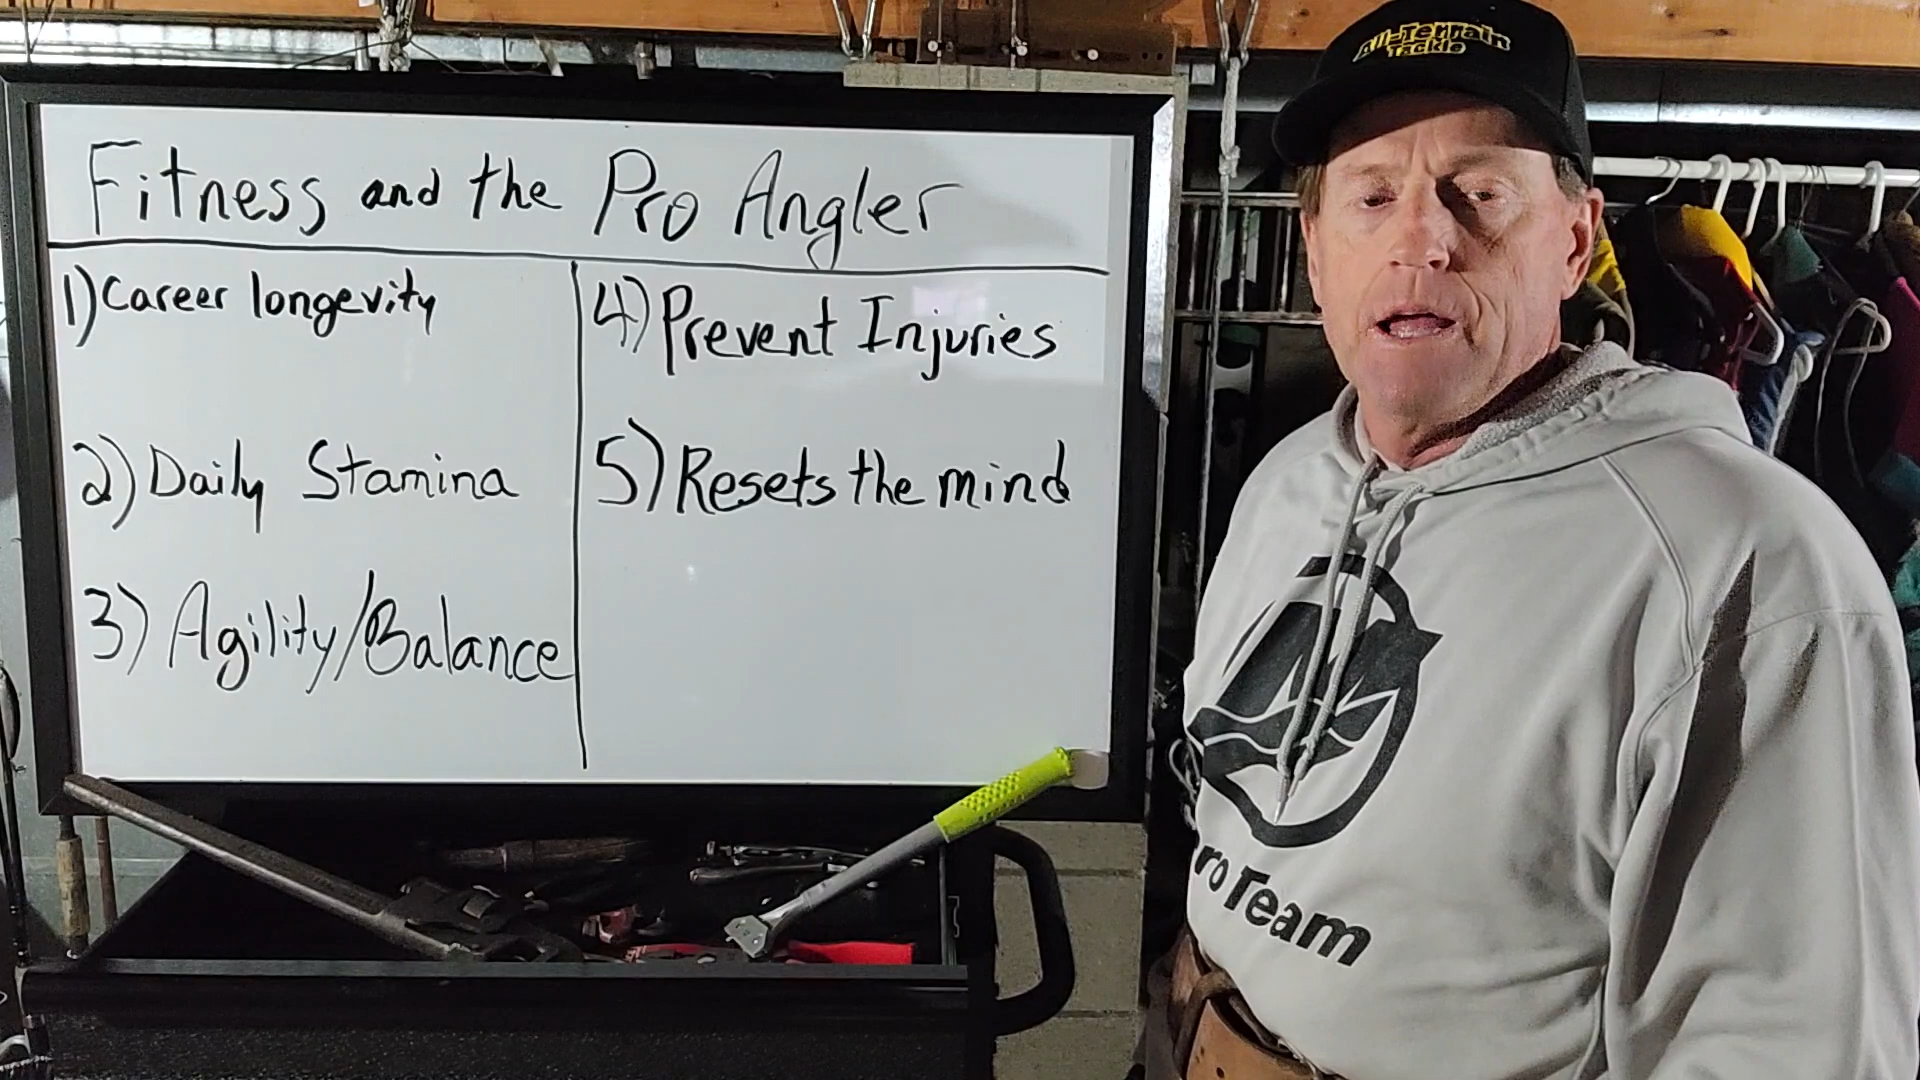 Fitness and the Pro Angler
1) Career longevity
2) Daily Stamina
3) Agility/Balance
4) Prevent Injuries
5) Resets the mind
All-Terrain
Tackle
ro Team